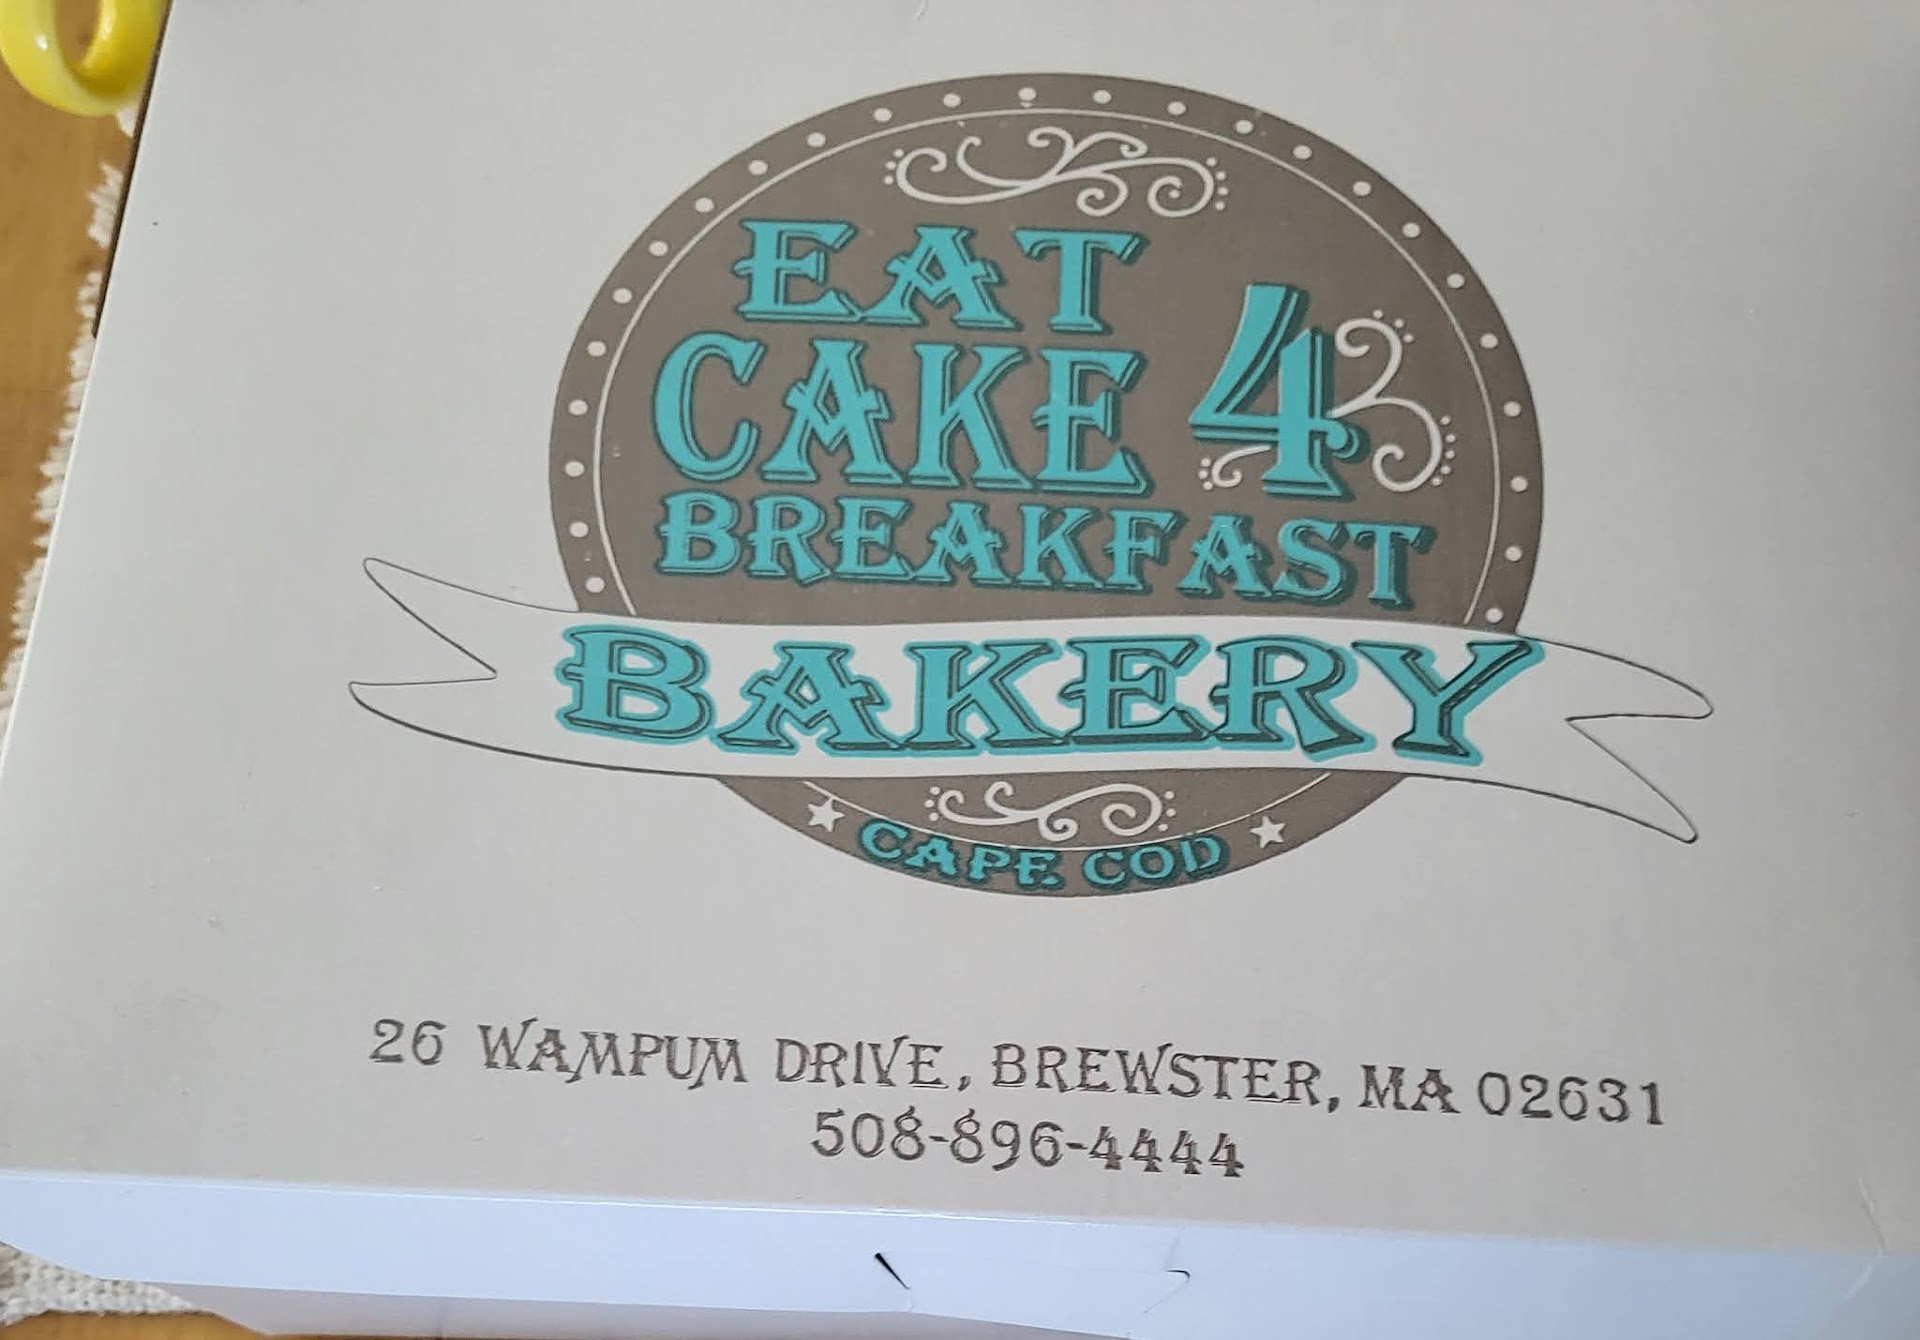 EAT
CAKE 4
BREAKFAST
BAKERY
CAPE COD
26 WAMPUM DRIVE, BREWSTER, MA 02631
508-896-4444